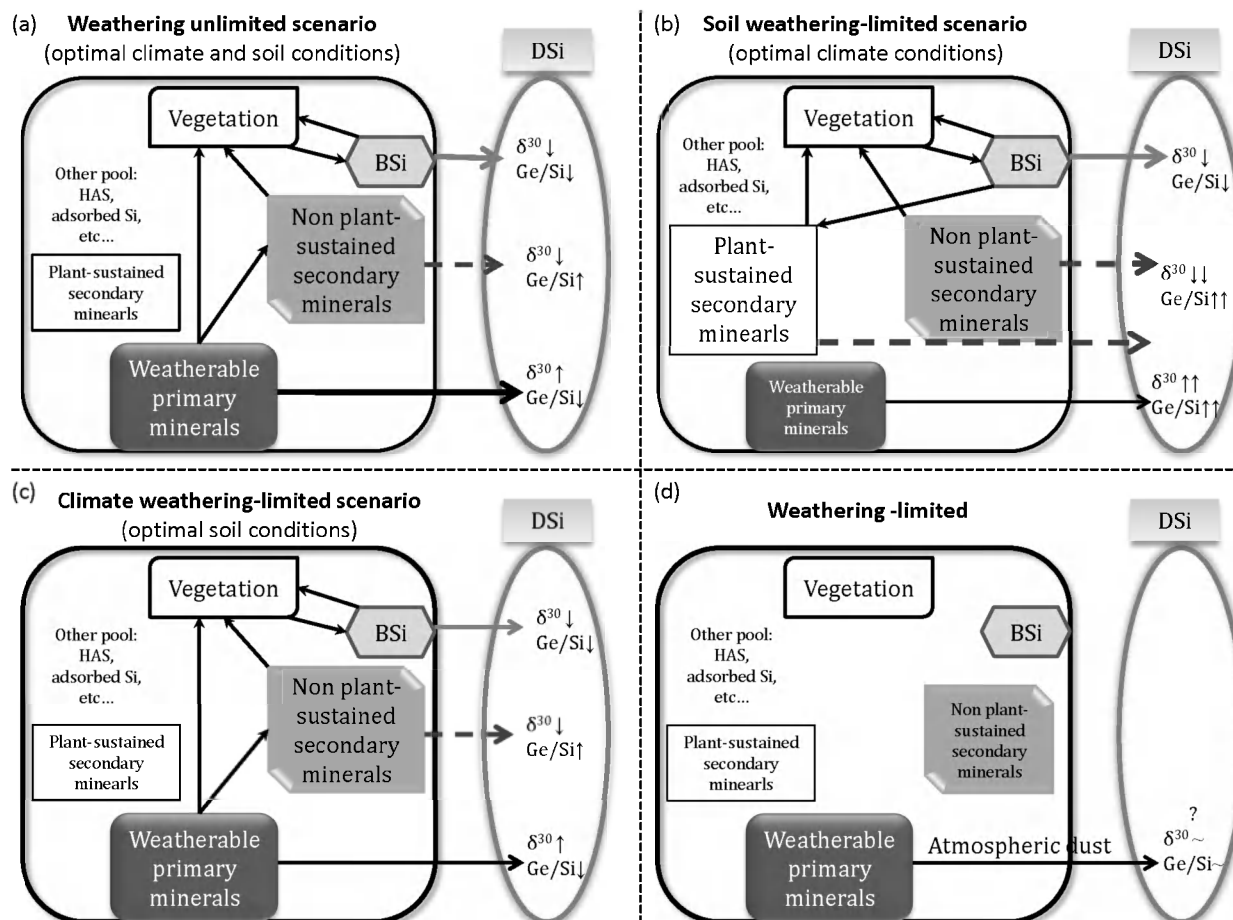 (a)
Weathering unlimited scenario
(optimal climate and soil conditions)
DSi
Vegetation
BSi
Other pool:
HAS,
adsorbed Si,
etc...
Non plant-
sustained
secondary
minerals
Plant-sustained
secondary
minearls
Weatherable
primary
minerals
δ³⁰ ↓
Ge/Si↓
δ³⁰ ↓
Ge/Si↑
δ³⁰ ↑
Ge/Si↓
(b)
Soil weathering-limited scenario
(optimal climate conditions)
DSi
Vegetation
BSi
Other pool:
HAS,
adsorbed Si,
etc...
Plant-
sustained
secondary
minearls
Non plant-
sustained
secondary
minerals
Weatherable
primary
minerals
δ³⁰ ↓
Ge/Si↓
δ³⁰ ↓↓
Ge/Si↑↑
δ³⁰ ↑↑
Ge/Si↑↑
(c)
Climate weathering-limited scenario
(optimal soil conditions)
DSi
Vegetation
BSi
Other pool:
HAS,
adsorbed Si,
etc...
Non plant-
sustained
secondary
minerals
Plant-sustained
secondary
minearls
Weatherable
primary
minerals
δ³⁰ ↓
Ge/Si↓
δ³⁰ ↓
Ge/Si↑
δ³⁰ ↑
Ge/Si↓
(d)
Weathering -limited
DSi
Vegetation
BSi
Other pool:
HAS,
adsorbed Si,
etc...
Non plant-
sustained
secondary
minerals
Plant-sustained
secondary
minearls
Weatherable
primary
minerals
Atmospheric dust
?
δ³⁰ ~
Ge/Si~